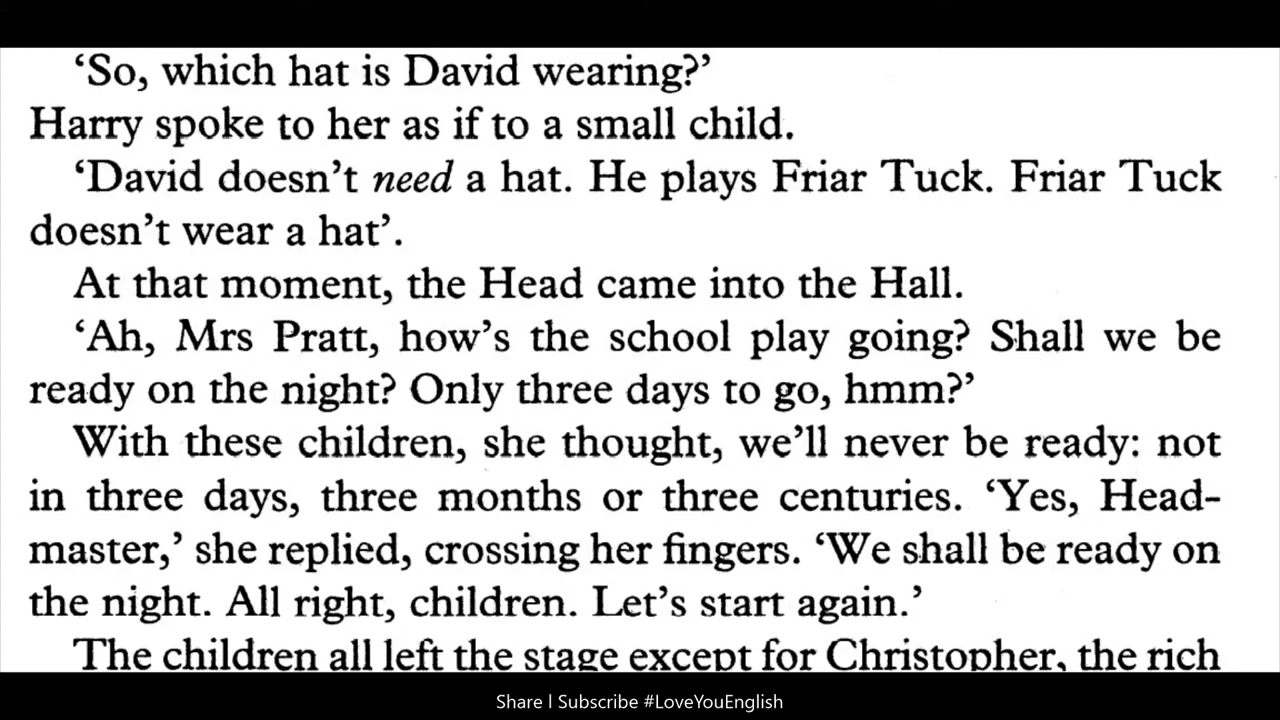 ‘So, which hat is David wearing?’
Harry spoke to her as if to a small child.
‘David doesn’t need a hat. He plays Friar Tuck. Friar Tuck
doesn’t wear a hat’.
At that moment, the Head came into the Hall.
‘Ah, Mrs Pratt, how’s the school play going? Shall we be
ready on the night? Only three days to go, hmm?’
With these children, she thought, we’ll never be ready: not
in three days, three months or three centuries. ‘Yes, Head-
master,’ she replied, crossing her fingers. ‘We shall be ready on
the night. All right, children. Let’s start again.’
The children all left the stage except for Christopher, the rich
Share l Subscribe #LoveYouEnglish